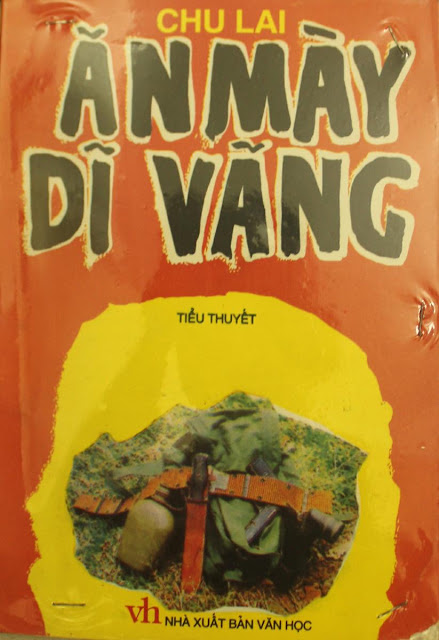 CHU LAI
ĂN MÀY
DĨ VÃNG
TIỂU THUYẾT
vh NHÀ XUẤT BẢN VĂN HỌC